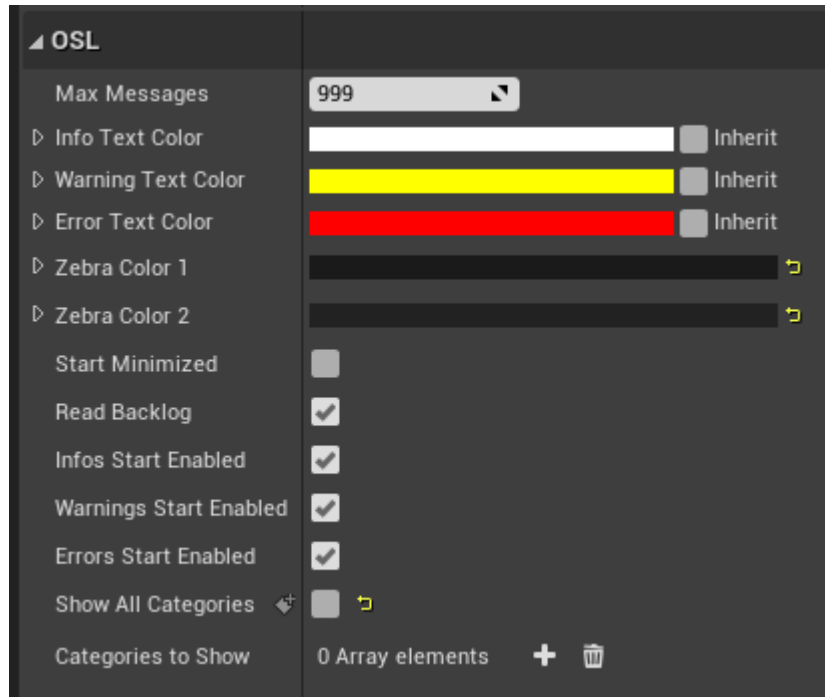 OSL
Max Messages 999
Info Text Color Inherit
Warning Text Color Inherit
Error Text Color Inherit
Zebra Color 1
Zebra Color 2
Start Minimized
Read Backlog
Infos Start Enabled
Warnings Start Enabled
Errors Start Enabled
Show All Categories
Categories to Show 0 Array elements